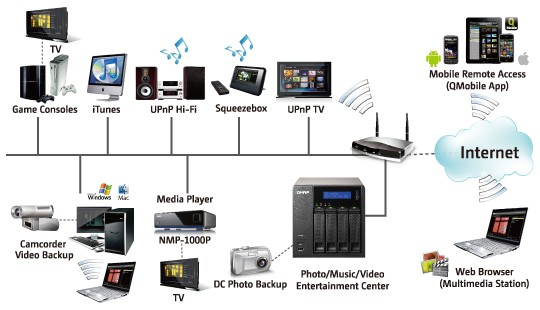 TV
Game Consoles
iTunes
UPnP Hi-Fi
Squeezebox
UPnP TV
Mobile Remote Access
(QMobile App)
Internet
Windows
Mac
Media Player
NMP-1000P
Camcorder
Video Backup
TV
DC Photo Backup
QNAP
Photo/Music/Video
Entertainment Center
Web Browser
(Multimedia Station)